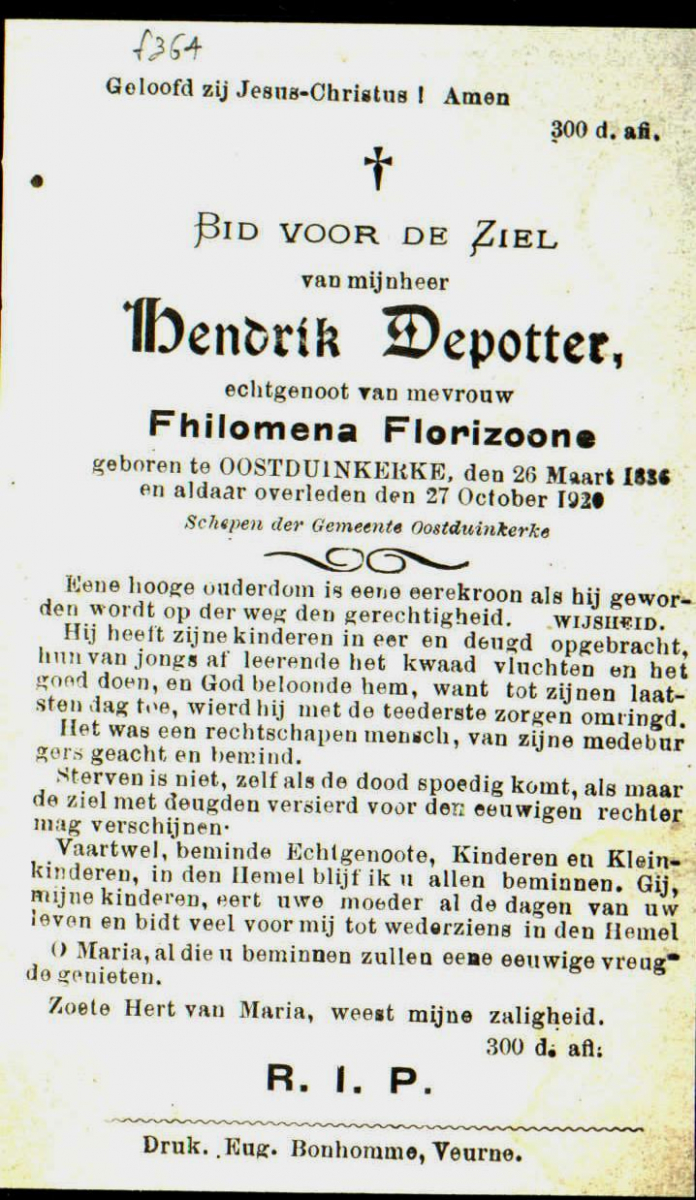 f364
Geloofd zij Jesus-Christus ! Amen
300 d. afl.
BID VOOR DE ZIEL
van mijnheer
Hendrik Depotter,
echtgenoot van mevrouw
Fhilomena Florizoone
geboren te OOSTDUINKERKE, den 26 Maart 1836
en aldaar overleden den 27 October 1920
Schepen der Gemeente Oostduinkerke
Eene hooge ouderdom is eene eerekroon als hij gewor-
den wordt op der weg den gerechtigheid. WIJSHEID.
Hij heeft zijne kinderen in eer en deugd opgebracht,
hun van jongs af leerende het kwaad vluchten en het
goed doen, en God beloonde hem, want tot zijnen laat-
sten dag toe, wierd hij met de teederste zorgen omringd.
Het was een rechtschapen mensch, van zijne medebur
gers geacht en bemind.
Sterven is niet, zelf als de dood spoedig komt, als maar
de ziel met deugden versierd voor den eeuwigen rechter
mag verschijnen·
Vaartwel, beminde Echtgenoote, Kinderen en Klein-
kinderen, in den Hemel blijf ik u allen beminnen. Gij,
mijne kinderen, eert uwe moeder al de dagen van uw
leven en bidt veel voor mij tot wederziens in den Hemel
O Maria, al die u beminnen zullen eene eeuwige vreug-
de genieten.
Zoete Hert van Maria, weest mijne zaligheid.
300 d. afl:
R. I. P.
Druk. . Eug. Bonhomme, Veurne.